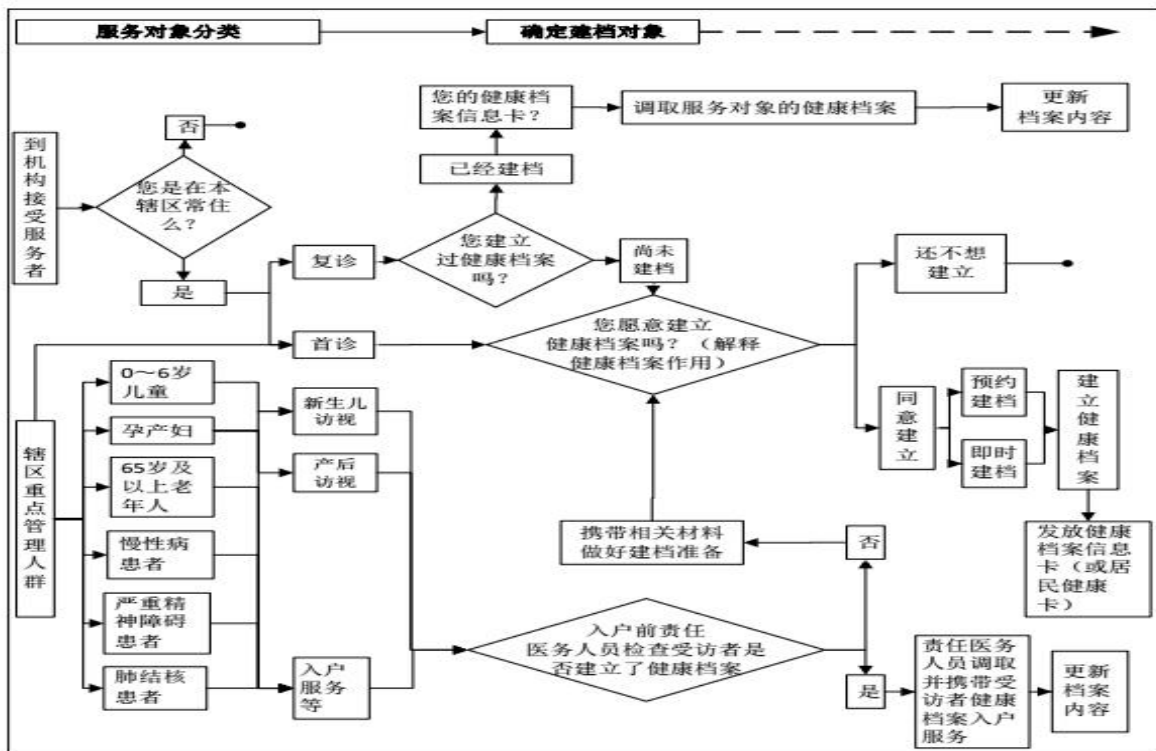 服务对象分类
确定建档对象
到机构接受服务者
否
您是在本
辖区常住
么?
是
复诊
首诊
您建立
过健康档案
吗?
已经建档
您的健康档
案信息卡?
调取服务对象的健康档案
更新
档案内容
尚未
建档
您愿意建立
健康档案吗?(解释
健康档案作用)
还不想
建立
同意建立
预约
建档
即时
建档
建立健康档案
发放健康
档案信息
卡(或居
民健康
卡)
辖区重点管理人群
0~6岁
儿童
孕产妇
65岁及
以上老
年人
慢性病
患者
严重精
神障碍
患者
肺结核
患者
新生儿
访视
产后
访视
入户
服务
等
入户前责任
医务人员检查受访者是
否建立了健康档案
否
携带相关材料
做好建档准备
是
责任医务
人员调取
并携带受
访者健康
档案入户
服务
更新
档案
内容